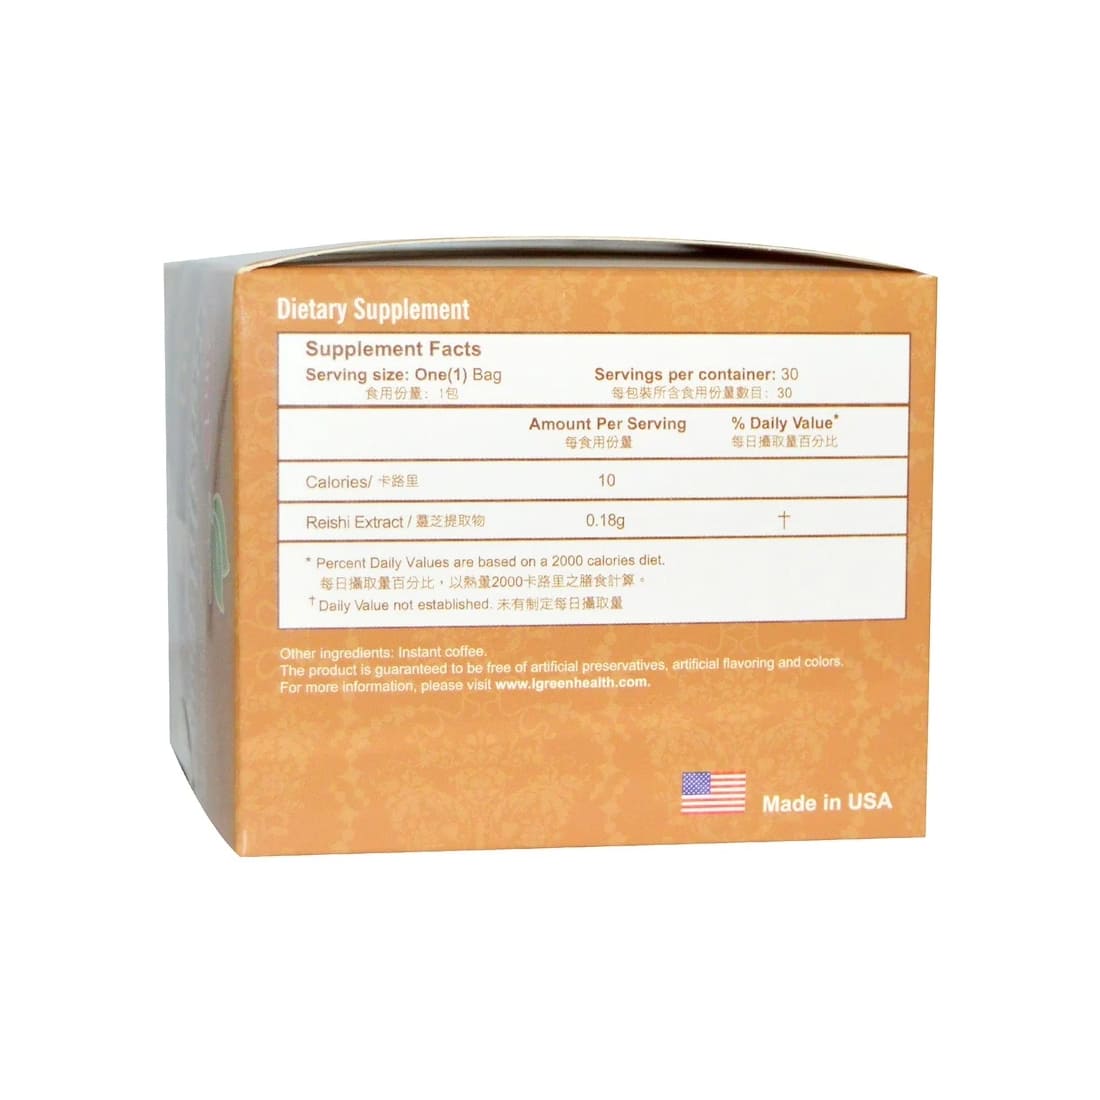 Dietary Supplement
Supplement Facts
Serving size: One(1) Bag Servings per container: 30
食用份量：1包 每包裝所含食用份量數目：30
Amount Per Serving % Daily Value*
每食用份量 每日攝取量百分比
Calories/ 卡路里 10
Reishi Extract / 靈芝提取物 0.18g †
* Percent Daily Values are based on a 2000 calories diet.
每日攝取量百分比，以熱量2000卡路里之膳食計算。
† Daily Value not established. 未有制定每日攝取量
Other ingredients: Instant coffee.
The product is guaranteed to be free of artificial preservatives, artificial flavoring and colors.
For more information, please visit www.lgreenhealth.com.
Made in USA